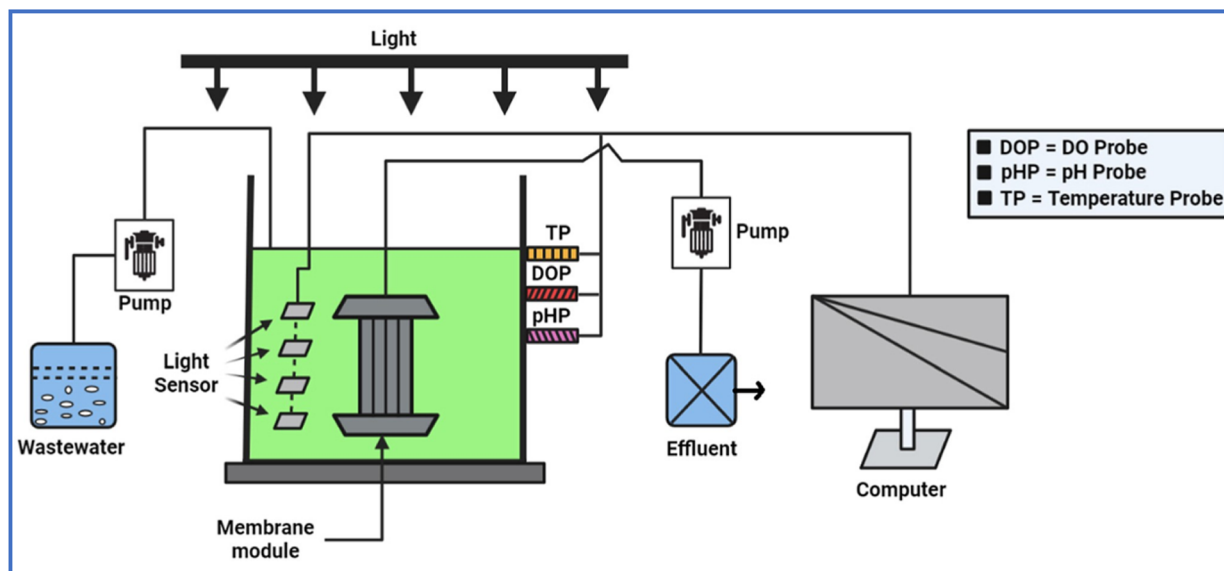 Light
DOP = DO Probe
pHP = pH Probe
TP = Temperature Probe
TP
DOP
pHP
Pump
Pump
Light
Sensor
Wastewater
Effluent
Computer
Membrane
module